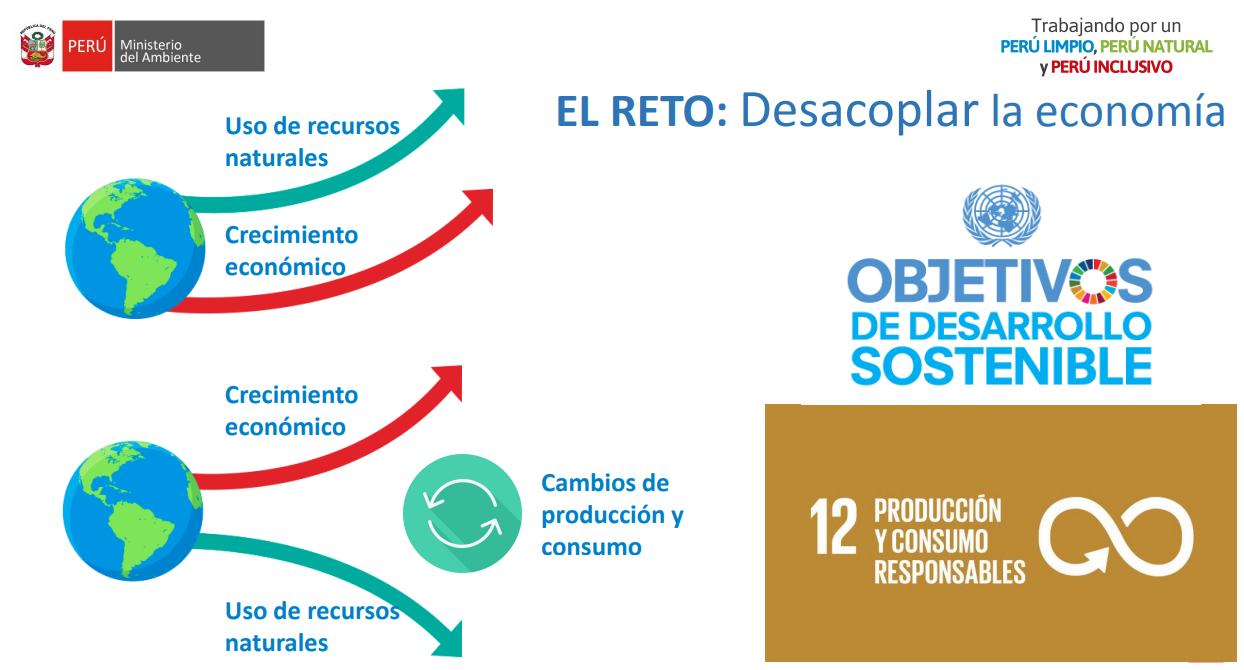 PERÚ
Ministerio
del Ambiente
Trabajando por un
PERÚ LIMPIO, PERÚ NATURAL
y PERÚ INCLUSIVO
EL RETO: Desacoplar la economía
Uso de recursos
naturales
Crecimiento
económico
OBJETIVOS
DE DESARROLLO
SOSTENIBLE
Crecimiento
económico
Cambios de
producción y
consumo
Uso de recursos
naturales
12 PRODUCCIÓN
Y CONSUMO
RESPONSABLES